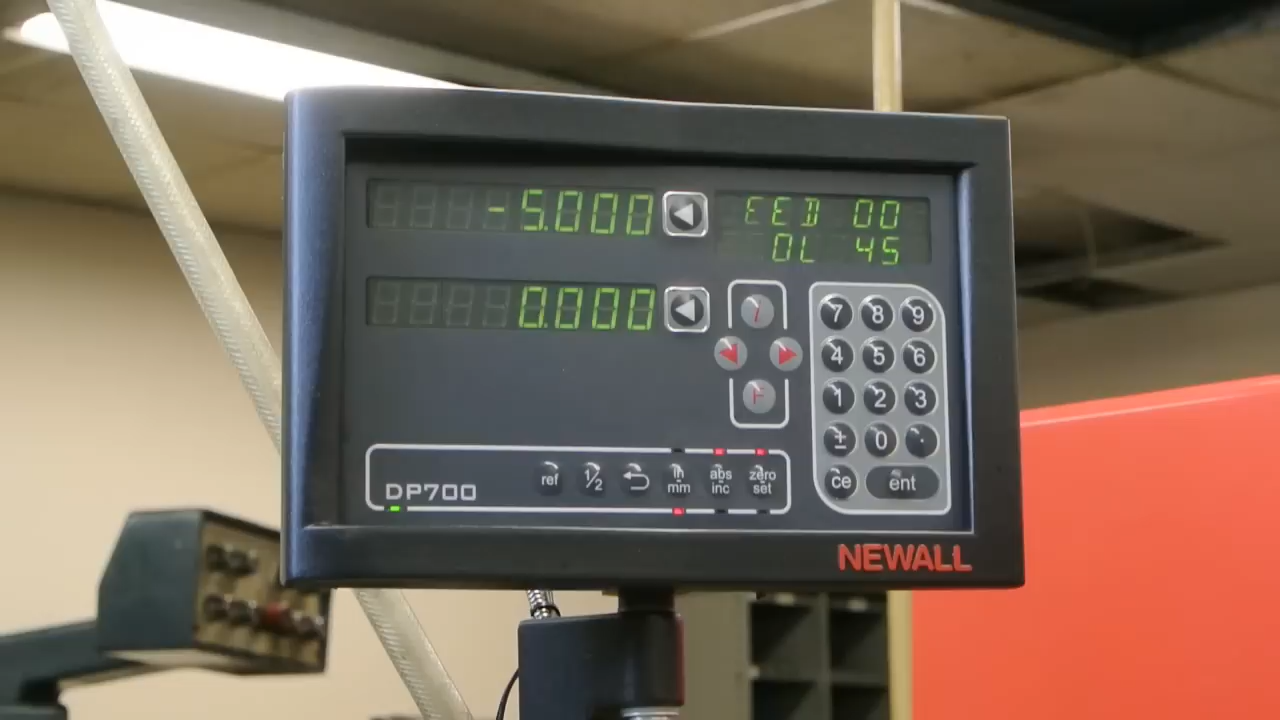 -5.000
FED 00
OL 45
0.000
7 8 9
4 5 6
1 2 3
± 0 .
ce ent
DP700
ref
1/2
in
mm
abs
inc
zero
set
NEWALL